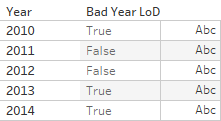 Year Bad Year LoD
2010 True Abc
2011 False Abc
2012 False Abc
2013 True Abc
2014 True Abc